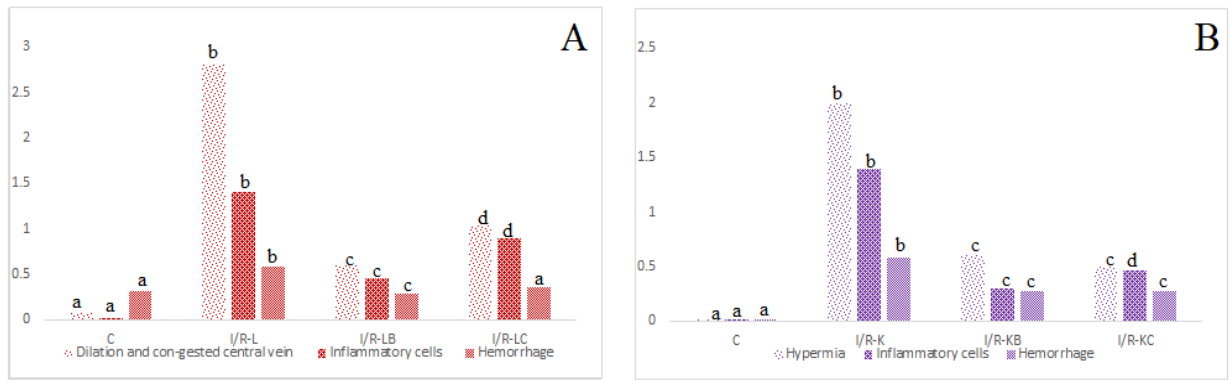 A
3
2.5
2
1.5
1
0.5
0
a
a
a
b
b
b
c
c
c
d
d
a
C
I/R-L
I/R-LB
I/R-LC
Dilation and con-gested central vein
Inflammatory cells
Hemorrhage
B
2.5
2
1.5
1
0.5
0
a
a
a
b
b
b
c
c
c
c
d
c
C
I/R-K
I/R-KB
I/R-KC
Hypermia
Inflammatory cells
Hemorrhage